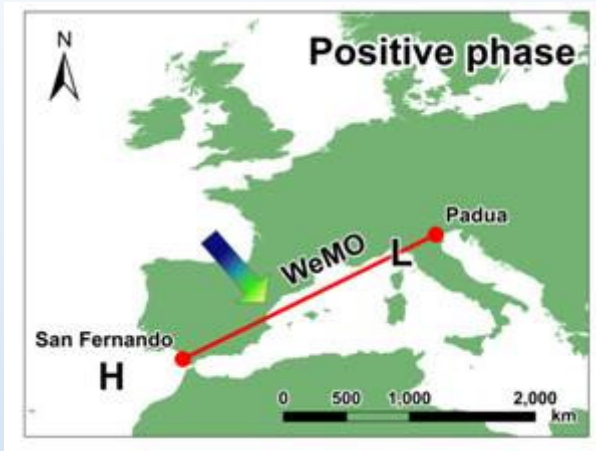 N
Positive phase
Padua
WeMO
L
San Fernando
H
0 500 1,000 2,000
km